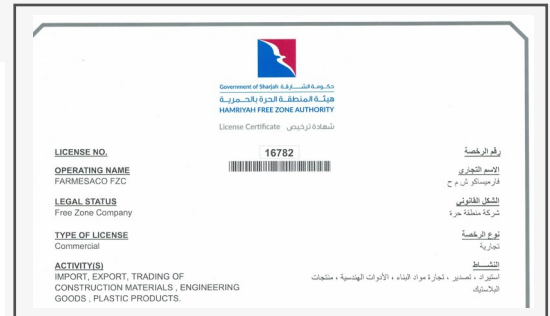 Government of Sharjah حكومة الشارقة
هيئة المنطقة الحرة بالحمرية
HAMRIYAH FREE ZONE AUTHORITY
License Certificate شهادة ترخيص
LICENSE NO. 16782 رقم الرخصة
OPERATING NAME الاسم التجاري
FARMESACO FZC فارميساكو ش م ح
LEGAL STATUS الشكل القانوني
Free Zone Company شركة منطقة حرة
TYPE OF LICENSE نوع الرخصة
Commercial تجارية
ACTIVITY(S) النشاط
IMPORT, EXPORT, TRADING OF استيراد ، تصدير ، تجارة مواد البناء ، الأدوات الهندسية ، منتجات
CONSTRUCTION MATERIALS , ENGINEERING البلاستيك
GOODS , PLASTIC PRODUCTS.